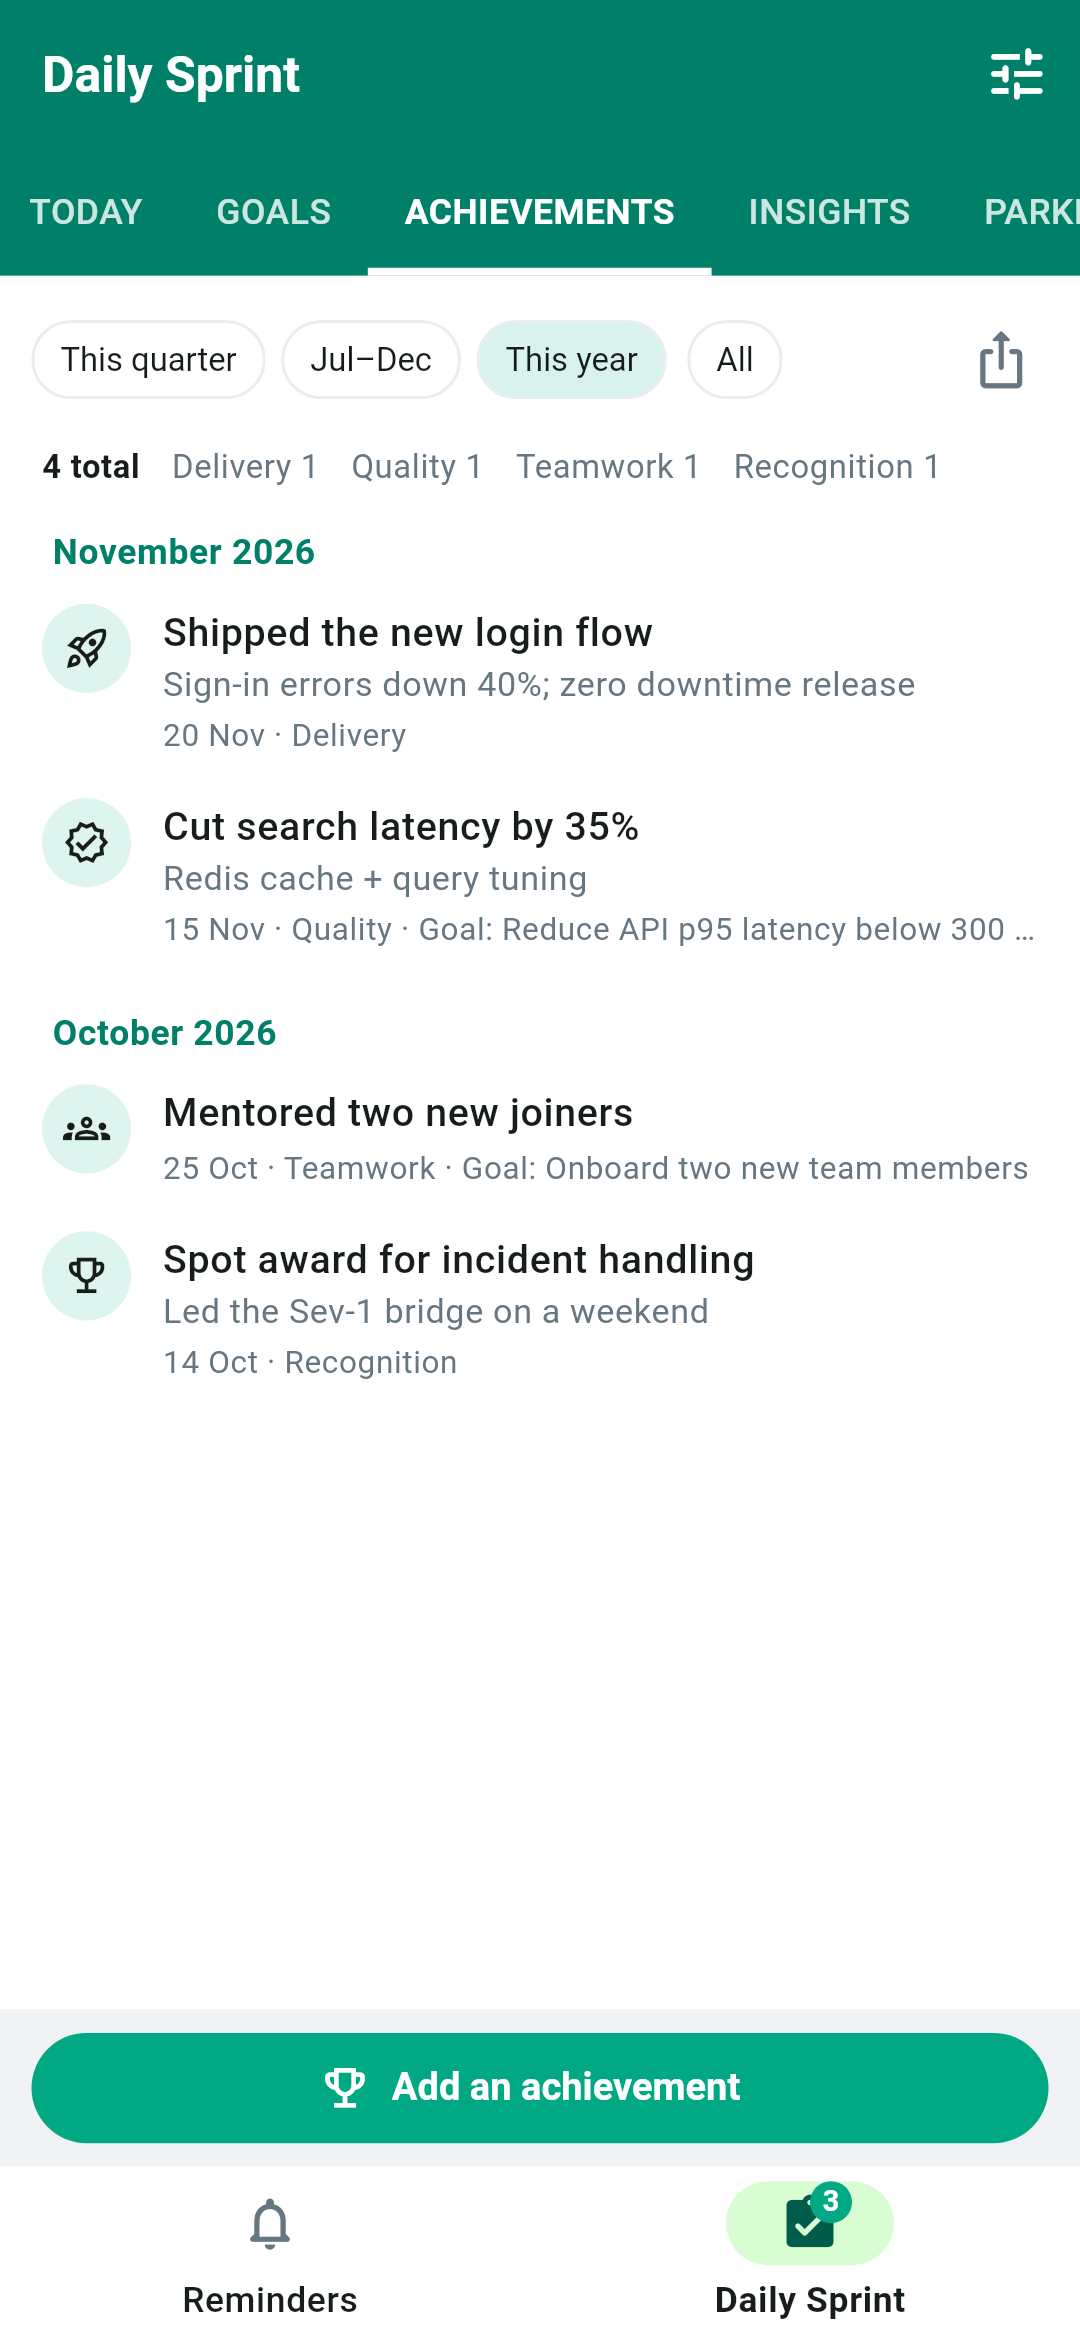 Daily Sprint
TODAY GOALS ACHIEVEMENTS INSIGHTS PARKI
This quarter Jul–Dec This year All
4 total Delivery 1 Quality 1 Teamwork 1 Recognition 1
November 2026
Shipped the new login flow
Sign-in errors down 40%; zero downtime release
20 Nov · Delivery
Cut search latency by 35%
Redis cache + query tuning
15 Nov · Quality · Goal: Reduce API p95 latency below 300 …
October 2026
Mentored two new joiners
25 Oct · Teamwork · Goal: Onboard two new team members
Spot award for incident handling
Led the Sev-1 bridge on a weekend
14 Oct · Recognition
Add an achievement
3
Reminders Daily Sprint